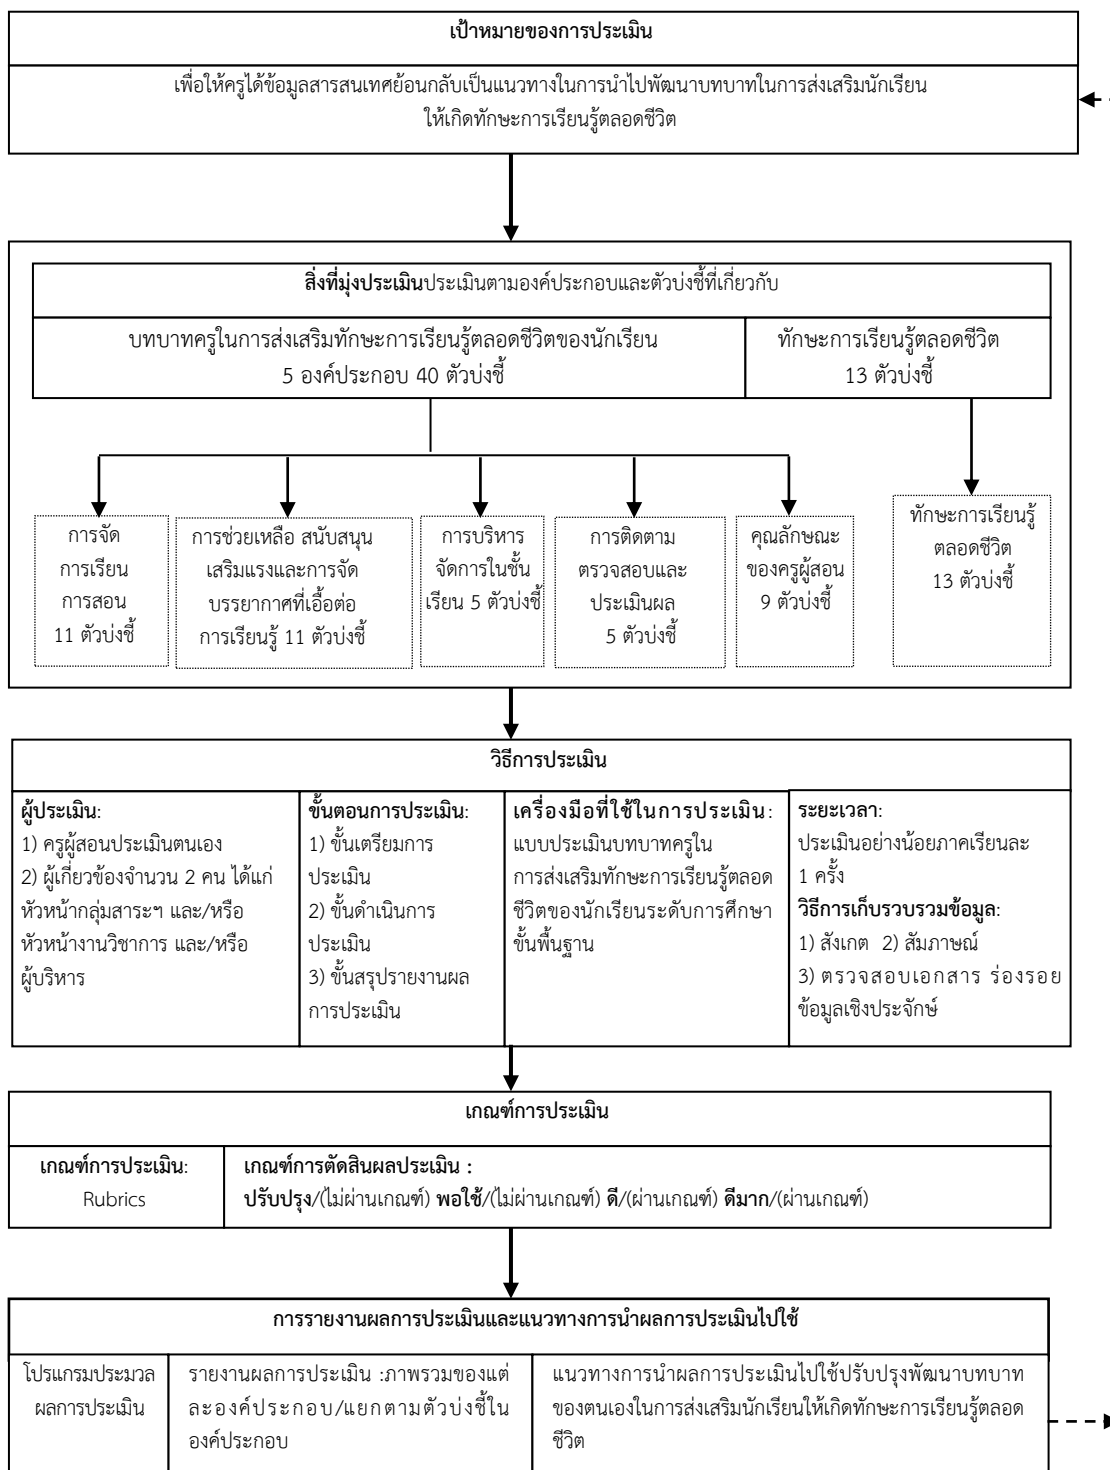 เป้าหมายของการประเมิน
เพื่อให้ครูได้ข้อมูลสารสนเทศย้อนกลับเป็นแนวทางในการนำไปพัฒนาบทบาทในการส่งเสริมนักเรียน
ให้เกิดทักษะการเรียนรู้ตลอดชีวิต
สิ่งที่มุ่งประเมินประเมินตามองค์ประกอบและตัวบ่งชี้ที่เกี่ยวกับ
บทบาทครูในการส่งเสริมทักษะการเรียนรู้ตลอดชีวิตของนักเรียน
5 องค์ประกอบ 40 ตัวบ่งชี้
ทักษะการเรียนรู้ตลอดชีวิต
13 ตัวบ่งชี้
การจัด
การเรียน
การสอน
11 ตัวบ่งชี้
การช่วยเหลือ สนับสนุน
เสริมแรงและการจัด
บรรยากาศที่เอื้อต่อ
การเรียนรู้ 11 ตัวบ่งชี้
การบริหาร
จัดการในชั้น
เรียน 5 ตัวบ่งชี้
การติดตาม
ตรวจสอบและ
ประเมินผล
5 ตัวบ่งชี้
คุณลักษณะ
ของครูผู้สอน
9 ตัวบ่งชี้
ทักษะการเรียนรู้
ตลอดชีวิต
13 ตัวบ่งชี้
วิธีการประเมิน
ผู้ประเมิน:
1) ครูผู้สอนประเมินตนเอง
2) ผู้เกี่ยวข้องจำนวน 2 คน ได้แก่
หัวหน้ากลุ่มสาระฯ และ/หรือ
หัวหน้างานวิชาการ และ/หรือ
ผู้บริหาร
ขั้นตอนการประเมิน:
1) ขั้นเตรียมการ
ประเมิน
2) ขั้นดำเนินการ
ประเมิน
3) ขั้นสรุปรายงานผล
การประเมิน
เครื่องมือที่ใช้ในการประเมิน:
แบบประเมินบทบาทครูใน
การส่งเสริมทักษะการเรียนรู้ตลอด
ชีวิตของนักเรียนระดับการศึกษา
ขั้นพื้นฐาน
ระยะเวลา:
ประเมินอย่างน้อยภาคเรียนละ
1 ครั้ง
วิธีการเก็บรวบรวมข้อมูล:
1) สังเกต 2) สัมภาษณ์
3) ตรวจสอบเอกสาร ร่องรอย
ข้อมูลเชิงประจักษ์
เกณฑ์การประเมิน
เกณฑ์การประเมิน:
Rubrics
เกณฑ์การตัดสินผลประเมิน :
ปรับปรุง/(ไม่ผ่านเกณฑ์) พอใช้/(ไม่ผ่านเกณฑ์) ดี/(ผ่านเกณฑ์) ดีมาก/(ผ่านเกณฑ์)
การรายงานผลการประเมินและแนวทางการนำผลการประเมินไปใช้
โปรแกรมประมวล
ผลการประเมิน
รายงานผลการประเมิน :ภาพรวมของแต่
ละองค์ประกอบ/แยกตามตัวบ่งชี้ใน
องค์ประกอบ
แนวทางการนำผลการประเมินไปใช้ปรับปรุงพัฒนาบทบาท
ของตนเองในการส่งเสริมนักเรียนให้เกิดทักษะการเรียนรู้ตลอด
ชีวิต